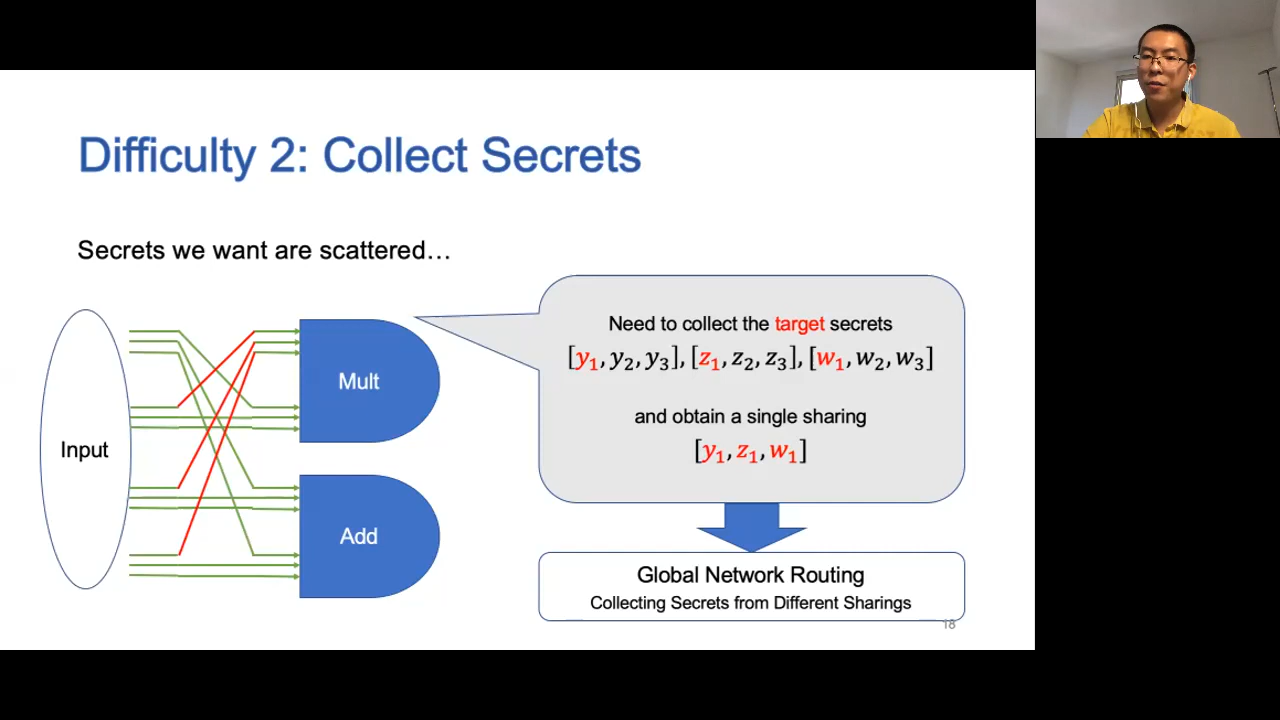 Difficulty 2: Collect Secrets
Secrets we want are scattered…
Input
Mult
Add
Need to collect the target secrets
[y₁, y₂, y₃], [z₁, z₂, z₃], [w₁, w₂, w₃]
and obtain a single sharing
[y₁, z₁, w₁]
Global Network Routing
Collecting Secrets from Different Sharings
18